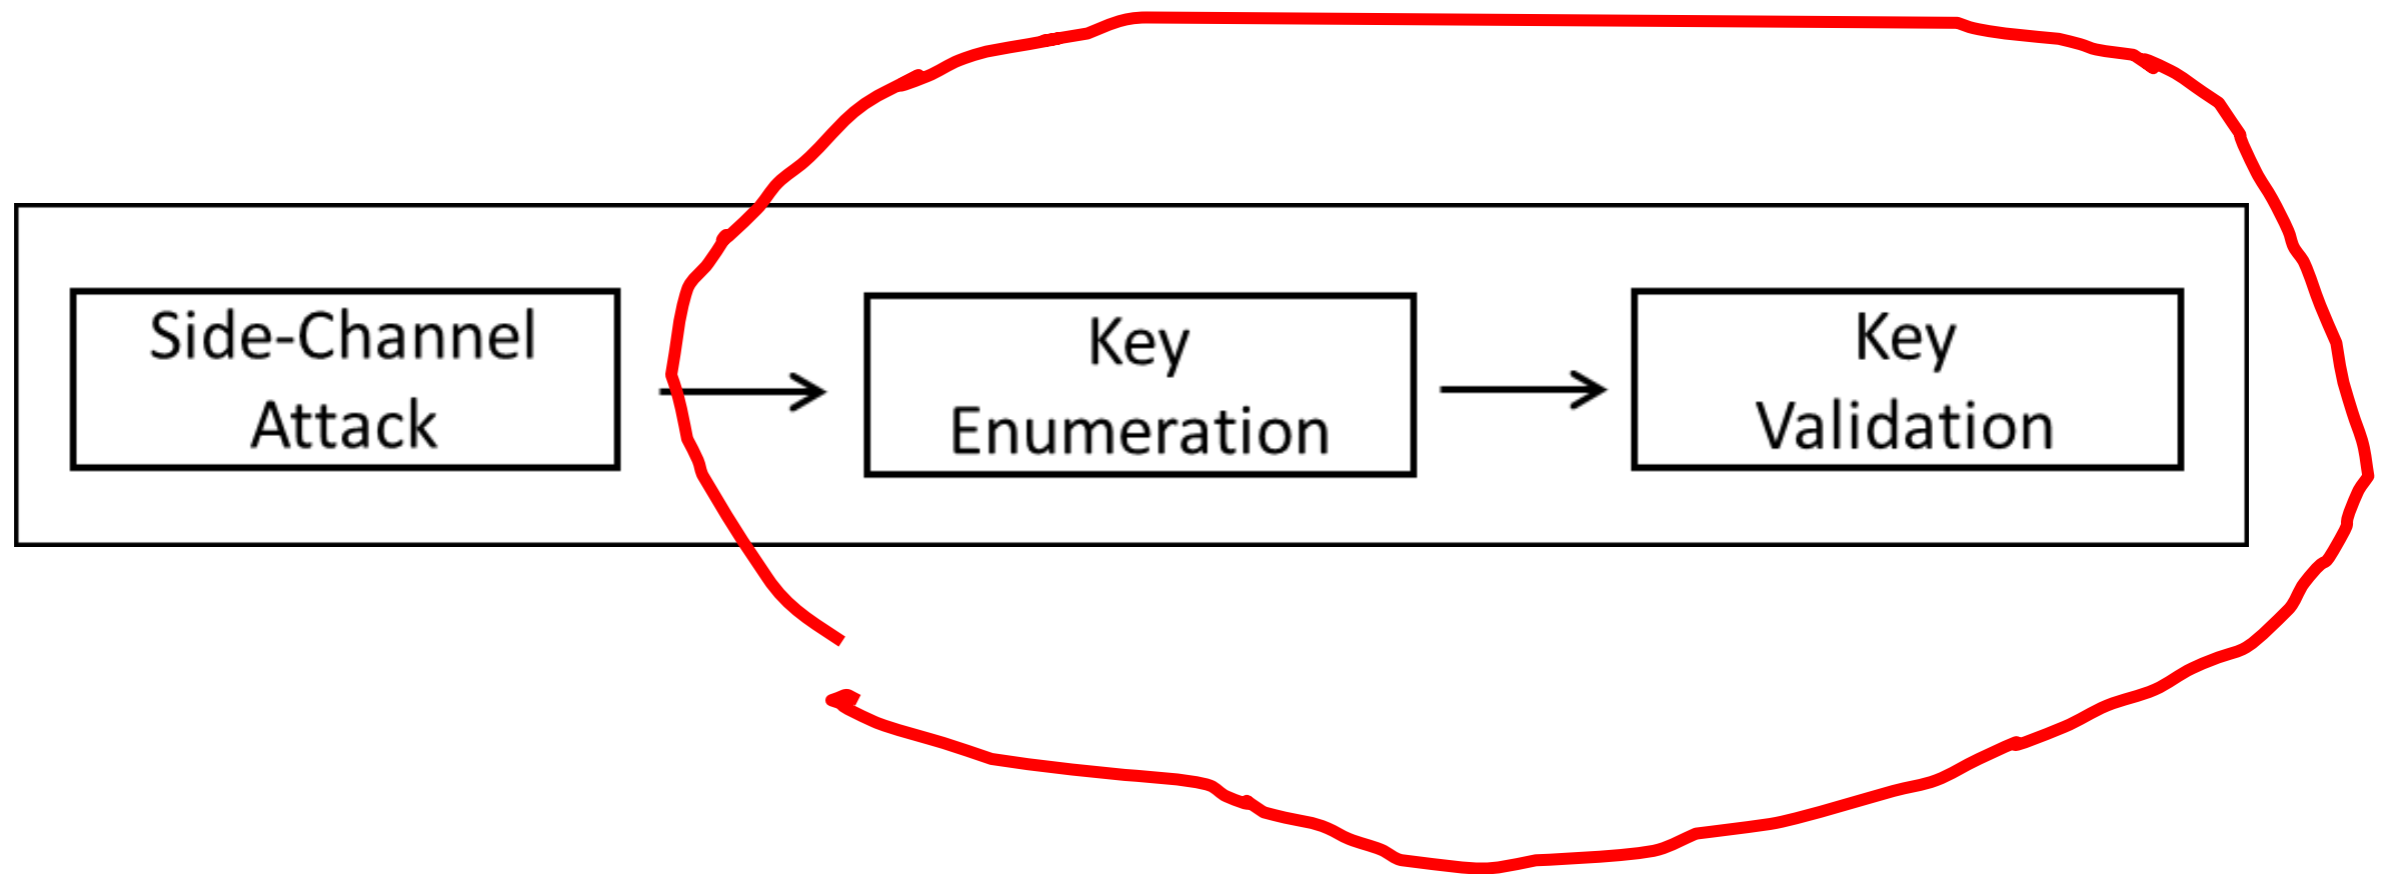 Side-Channel
Attack
Key
Enumeration
Key
Validation